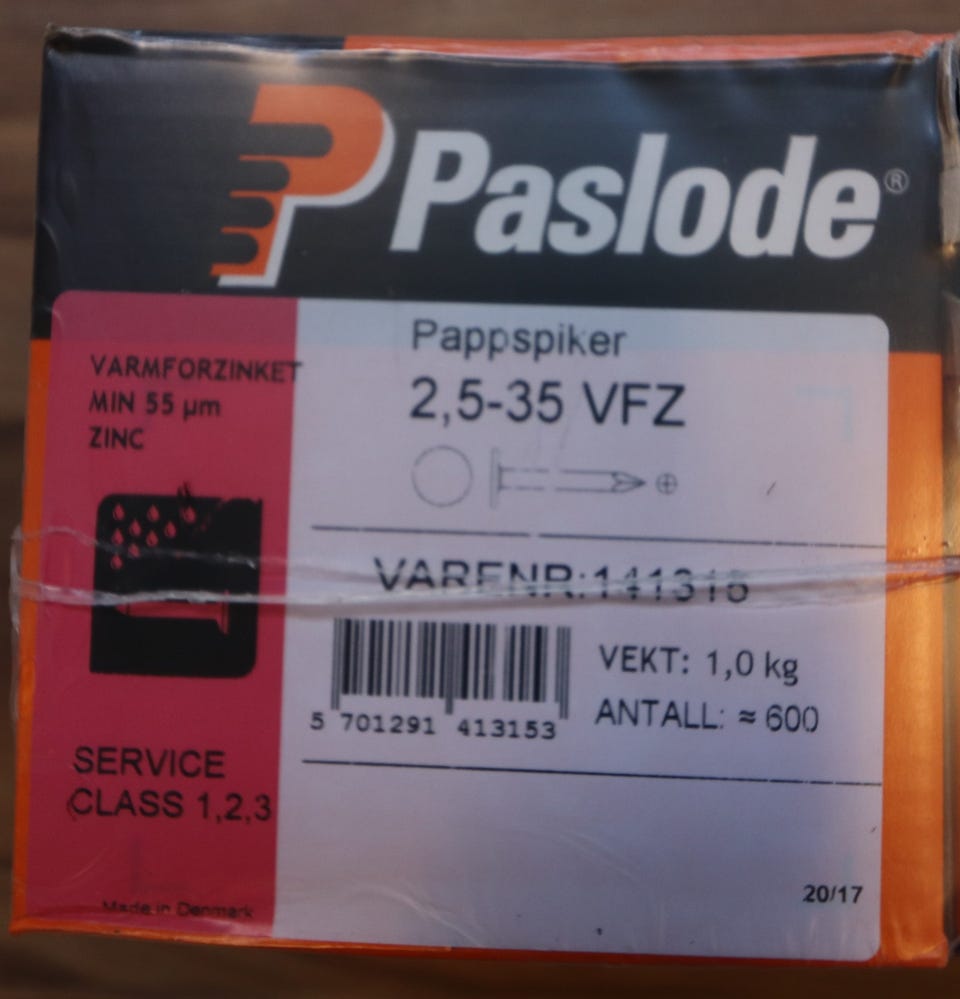 Paslode®
VARMFORZINKET
MIN 55 µm
ZINC
SERVICE
CLASS 1,2,3
Made in Denmark
Pappspiker
2,5-35 VFZ
VARENR:141315
5 701291 413153
VEKT: 1,0 kg
ANTALL: ≈ 600
20/17